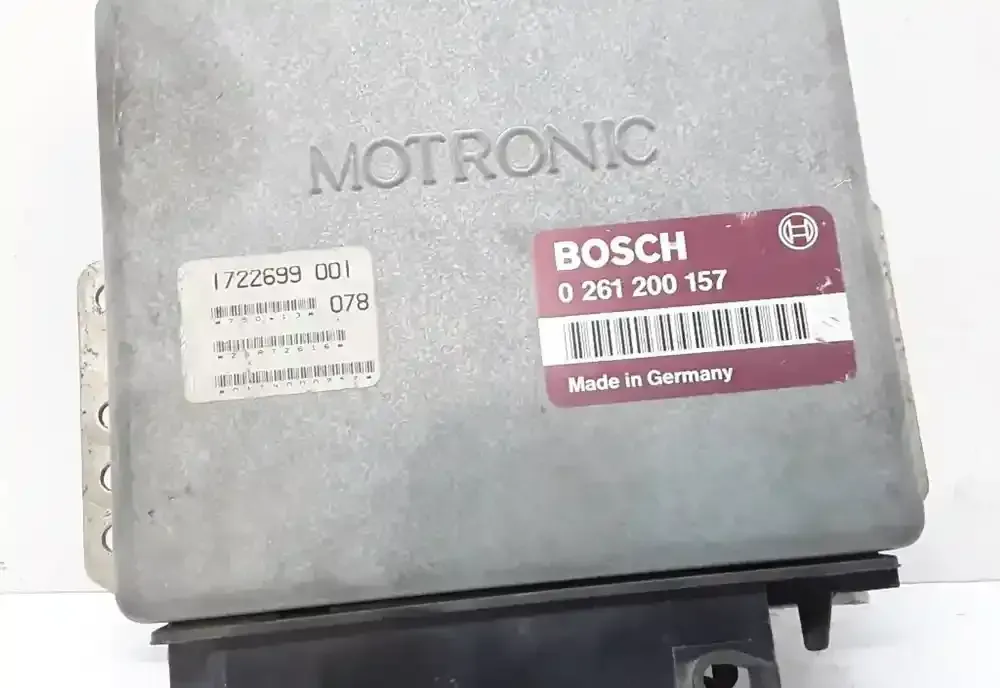 MOTRONIC
1722699 001
078
BOSCH
0 261 200 157
Made in Germany